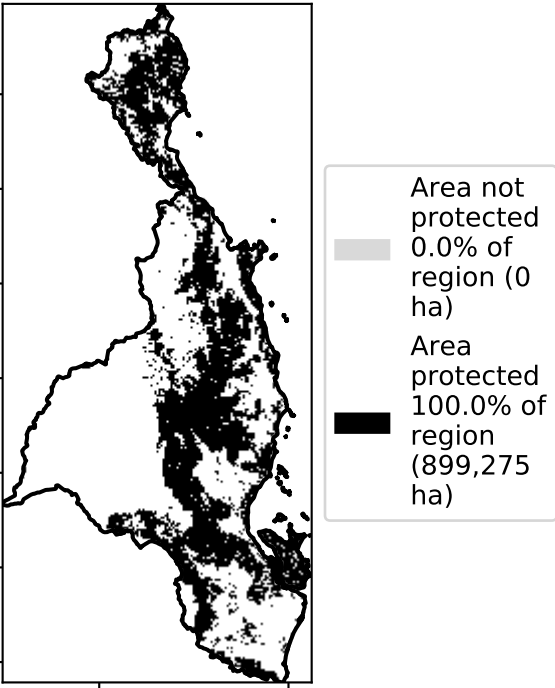 Area not
protected
0.0% of
region (0
ha)
Area
protected
100.0% of
region
(899,275
ha)